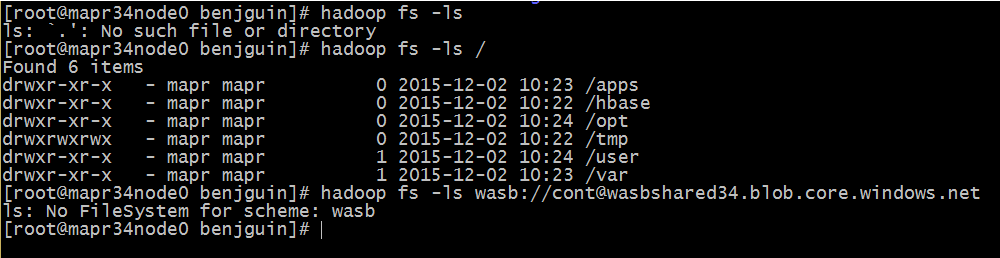 [root@mapr34node0 benjguin]# hadoop fs -ls
ls: `.': No such file or directory
[root@mapr34node0 benjguin]# hadoop fs -ls /
Found 6 items
drwxr-xr-x   - mapr mapr          0 2015-12-02 10:23 /apps
drwxr-xr-x   - mapr mapr          0 2015-12-02 10:22 /hbase
drwxr-xr-x   - mapr mapr          0 2015-12-02 10:24 /opt
drwxrwxrwx   - mapr mapr          0 2015-12-02 10:22 /tmp
drwxr-xr-x   - mapr mapr          1 2015-12-02 10:24 /user
drwxr-xr-x   - mapr mapr          1 2015-12-02 10:23 /var
[root@mapr34node0 benjguin]# hadoop fs -ls wasb://cont@wasbshared34.blob.core.windows.net
ls: No FileSystem for scheme: wasb
[root@mapr34node0 benjguin]#